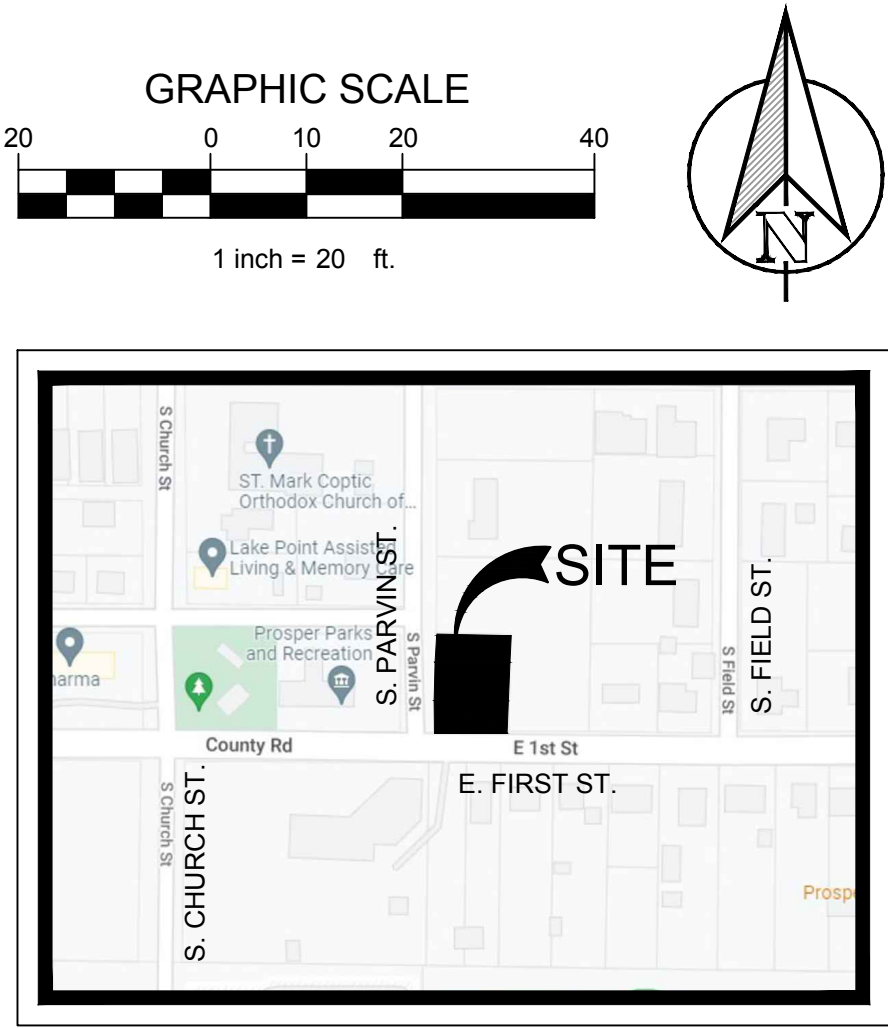 GRAPHIC SCALE
20 0 10 20 40
1 inch = 20 ft.
N
S Church St
ST. Mark Coptic
Orthodox Church of...
Lake Point Assisted
Living & Memory Care
S. PARVIN ST.
SITE
S. FIELD ST.
Prosper Parks
and Recreation
S Parvin St
S Field St
harma
County Rd
E 1st St
E. FIRST ST.
S Church St
S. CHURCH ST.
Prospe